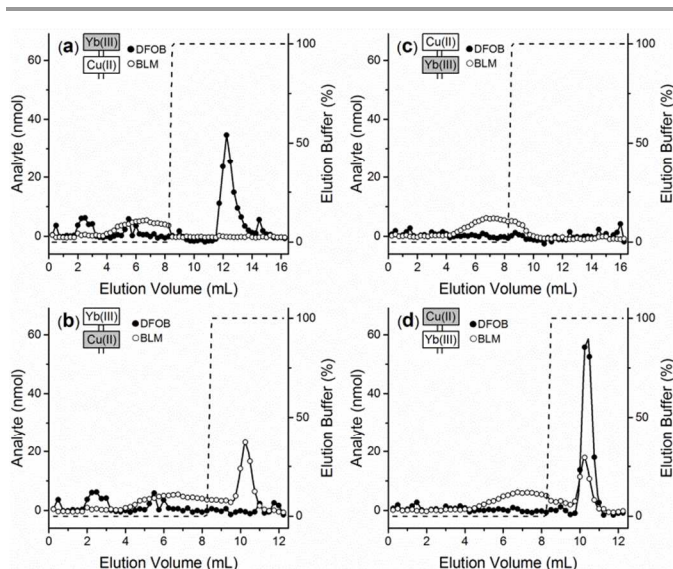 (a) Yb(III) Cu(II) DFOB BLM
60
40
20
0
Analyte (nmol)
100
50
0
Elution Buffer (%)
0 2 4 6 8 10 12 14 16
Elution Volume (mL)
(c) Cu(II) Yb(III) DFOB BLM
60
40
20
0
Analyte (nmol)
100
50
0
Elution Buffer (%)
0 2 4 6 8 10 12 14 16
Elution Volume (mL)
(b) Yb(III) Cu(II) DFOB BLM
60
40
20
0
Analyte (nmol)
100
50
0
Elution Buffer (%)
0 2 4 6 8 10 12
Elution Volume (mL)
(d) Cu(II) Yb(III) DFOB BLM
60
40
20
0
Analyte (nmol)
100
50
0
Elution Buffer (%)
0 2 4 6 8 10 12
Elution Volume (mL)